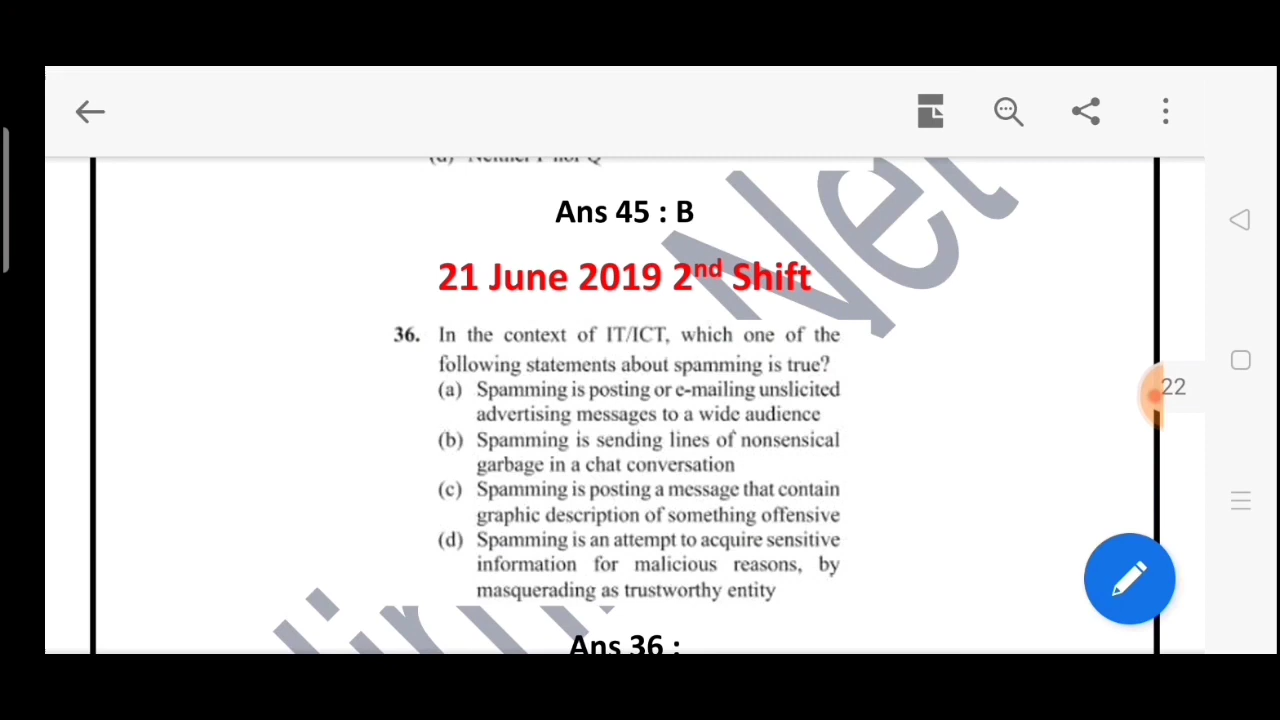 (d) Neither P nor Q
Ans 45 : B
21 June 2019 2nd Shift
36. In the context of IT/ICT, which one of the
following statements about spamming is true?
(a) Spamming is posting or e-mailing unslicited
advertising messages to a wide audience
(b) Spamming is sending lines of nonsensical
garbage in a chat conversation
(c) Spamming is posting a message that contain
graphic description of something offensive
(d) Spamming is an attempt to acquire sensitive
information for malicious reasons, by
masquerading as trustworthy entity
Ans 36 :
22
Net